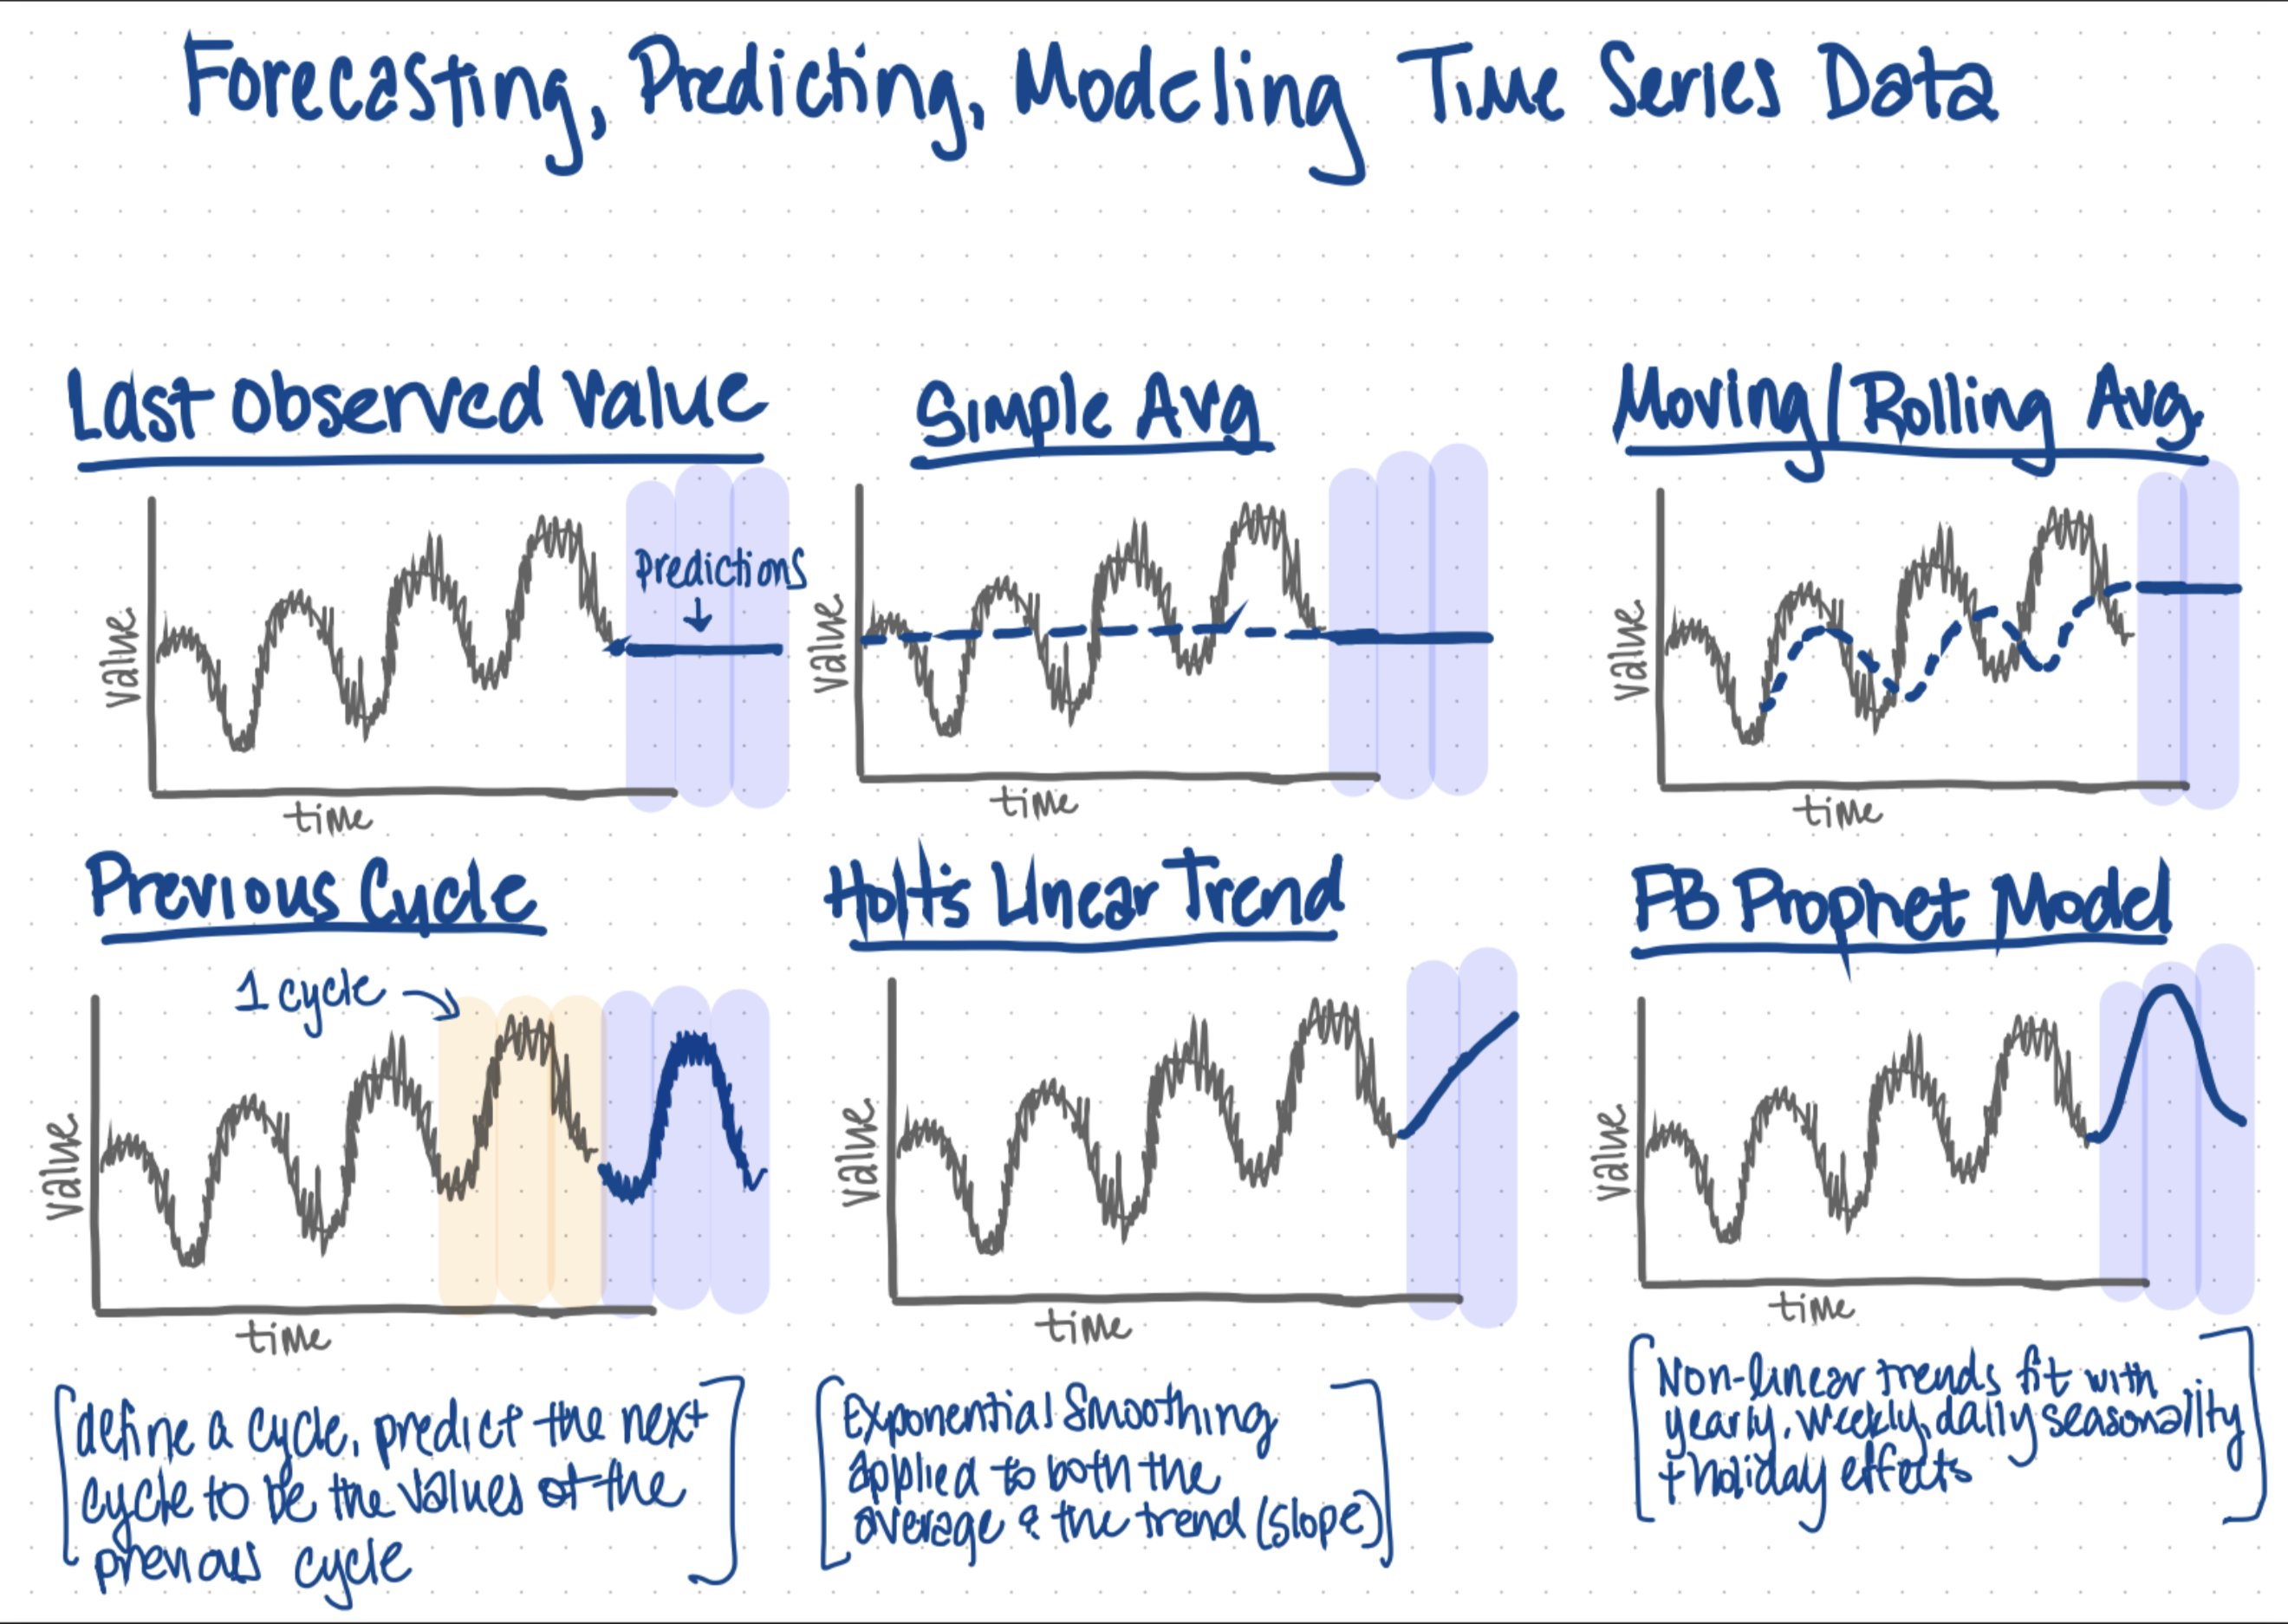 Forecasting, Predicting, Modeling Time Series Data
Last Observed Value
Simple Avg
Moving/Rolling Avg.
Predictions
value
time
value
time
value
time
Previous Cycle
Holt's Linear Trend
FB Prophet Model
1 cycle
value
time
value
time
value
time
define a cycle, predict the next
cycle to be the values of the
previous cycle
Exponential Smoothing
applied to both the
average & the trend (slope)
Non-linear trends fit with
yearly, weekly, daily seasonality
+ holiday effects